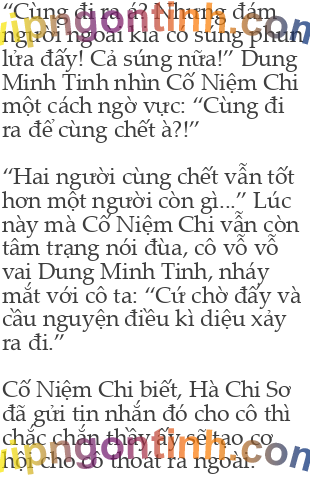 “Cùng đi ra á? Nhưng đám
người ngoài kia có súng phun
lửa đấy! Cả súng nữa!” Dung
Minh Tinh nhìn Cố Niệm Chi
một cách ngờ vực: “Cùng đi
ra để cùng chết à?!”
“Hai người cùng chết vẫn tốt
hơn một người còn gì...” Lúc
này mà Cố Niệm Chi vẫn còn
tâm trạng nói đùa, cô vỗ vỗ
vai Dung Minh Tinh, nháy
mắt với cô ta: “Cứ chờ đấy và
cầu nguyện điều kì diệu xảy
ra đi.”
Cố Niệm Chi biết, Hà Chi Sơ
đã gửi tin nhắn đó cho cô thì
chắc chắn thầy ấy sẽ tạo cơ
hội cho cô thoát ra ngoài.
vipngontinh.com
vipngontinh.com